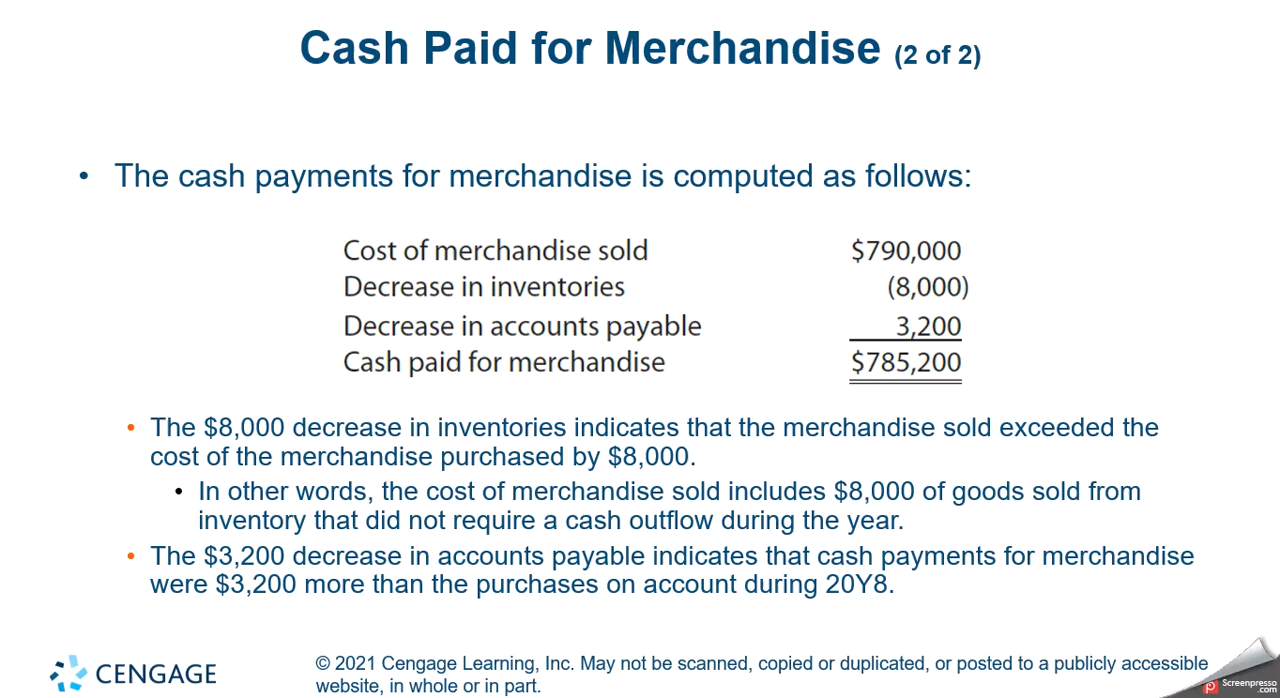 Cash Paid for Merchandise (2 of 2)
• The cash payments for merchandise is computed as follows:
Cost of merchandise sold $790,000
Decrease in inventories (8,000)
Decrease in accounts payable 3,200
Cash paid for merchandise $785,200
• The $8,000 decrease in inventories indicates that the merchandise sold exceeded the
cost of the merchandise purchased by $8,000.
• In other words, the cost of merchandise sold includes $8,000 of goods sold from
inventory that did not require a cash outflow during the year.
• The $3,200 decrease in accounts payable indicates that cash payments for merchandise
were $3,200 more than the purchases on account during 20Y8.
CENGAGE
© 2021 Cengage Learning, Inc. May not be scanned, copied or duplicated, or posted to a publicly accessible
website, in whole or in part.
Screenpresso
.com